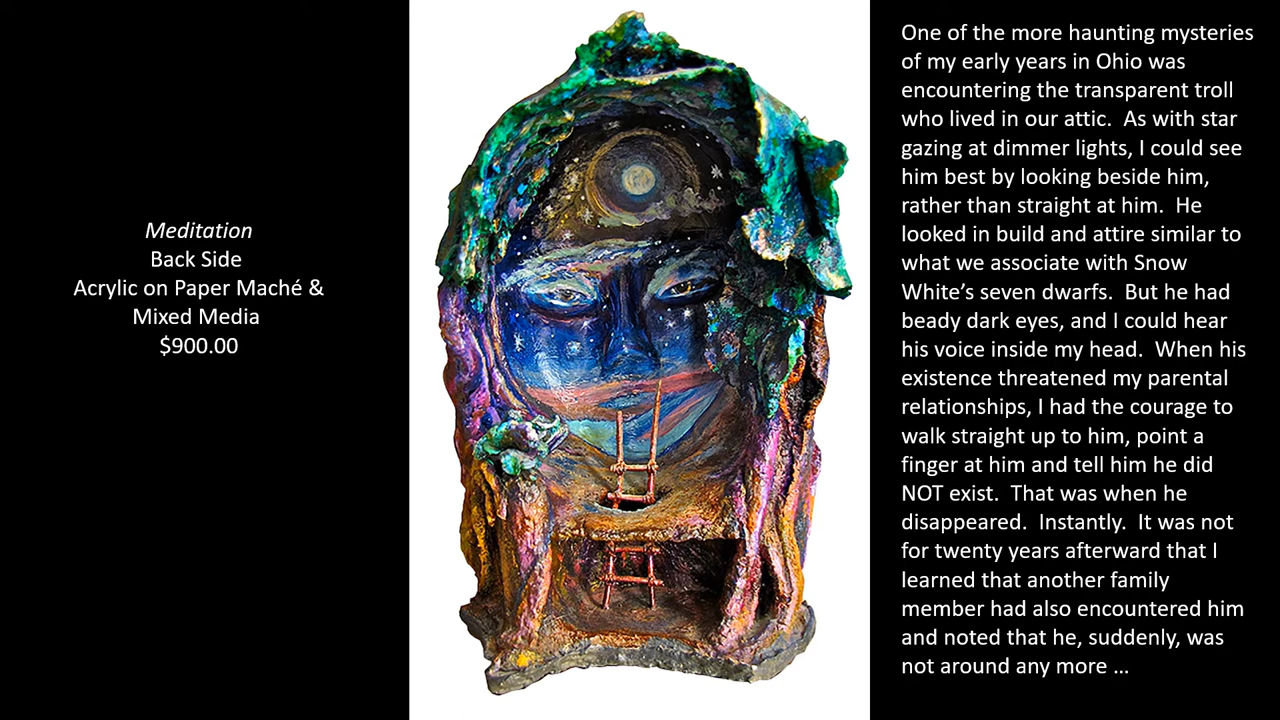 Meditation
Back Side
Acrylic on Paper Maché &
Mixed Media
$900.00
One of the more haunting mysteries
of my early years in Ohio was
encountering the transparent troll
who lived in our attic.  As with star
gazing at dimmer lights, I could see
him best by looking beside him,
rather than straight at him.  He
looked in build and attire similar to
what we associate with Snow
White’s seven dwarfs.  But he had
beady dark eyes, and I could hear
his voice inside my head.  When his
existence threatened my parental
relationships, I had the courage to
walk straight up to him, point a
finger at him and tell him he did
NOT exist.  That was when he
disappeared.  Instantly.  It was not
for twenty years afterward that I
learned that another family
member had also encountered him
and noted that he, suddenly, was
not around any more …